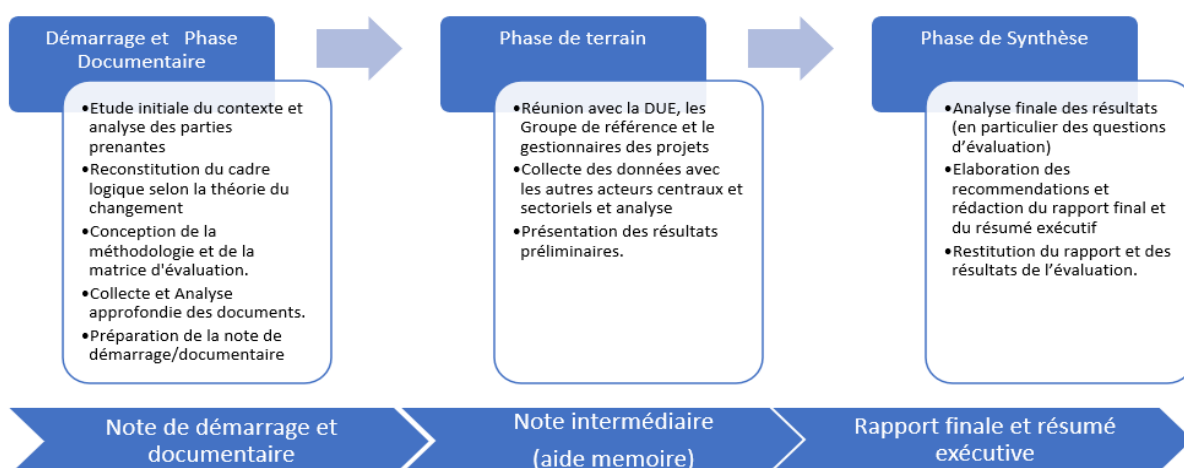 Démarrage et Phase
Documentaire
•Etude initiale du contexte et
analyse des parties
prenantes
•Reconstitution du cadre
logique selon la théorie du
changement
•Conception de la
méthodologie et de la
matrice d'évaluation.
•Collecte et Analyse
approfondie des documents.
•Préparation de la note de
démarrage/documentaire
Phase de terrain
•Réunion avec la DUE, les
Groupe de référence et le
gestionnaires des projets
•Collecte des données avec
les autres acteurs centraux et
sectoriels et analyse
•Présentation des résultats
préliminaires.
Phase de Synthèse
•Analyse finale des résultats
(en particulier des questions
d’évaluation)
•Elaboration des
recommendations et
rédaction du rapport final et
du résumé exécutif
•Restitution du rapport et des
résultats de l’évaluation.
Note de démarrage et
documentaire
Note intermédiaire
(aide memoire)
Rapport finale et résumé
exécutive